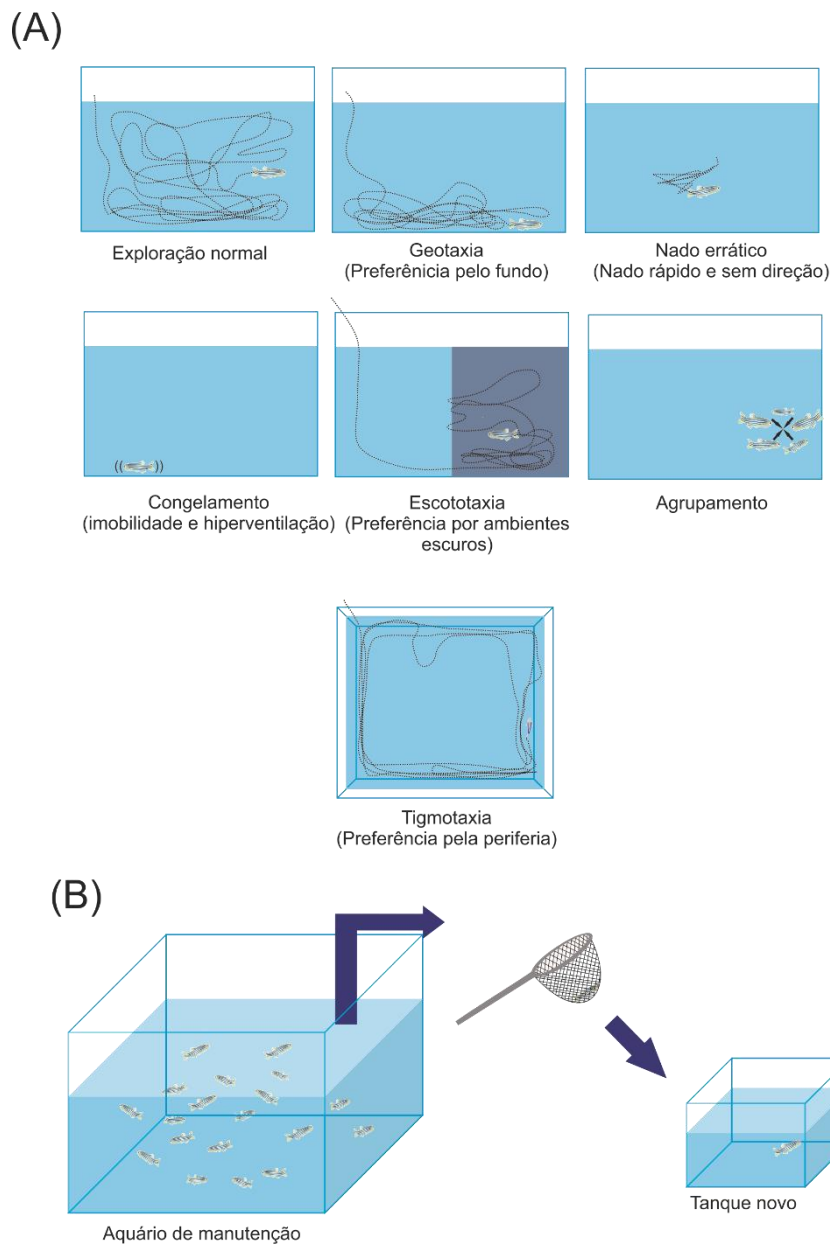 (A)
Exploração normal
Geotaxia
(Preferênicia pelo fundo)
Nado errático
(Nado rápido e sem direção)
(( ))
Congelamento
(imobilidade e hiperventilação)
Escototaxia
(Preferência por ambientes
escuros)
Agrupamento
Tigmotaxia
(Preferência pela periferia)
(B)
Aquário de manutenção
Tanque novo